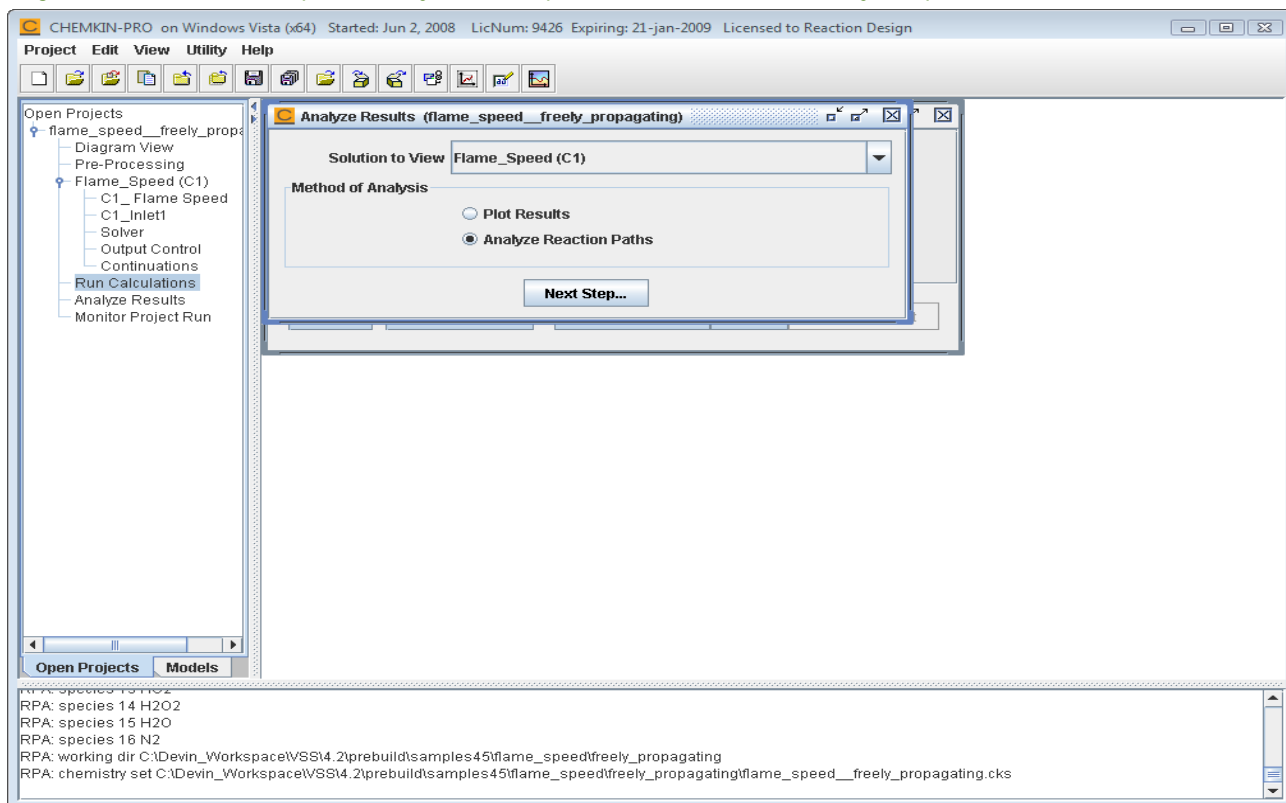 CHEMKIN-PRO on Windows Vista (x64) Started: Jun 2, 2008 LicNum: 9426 Expiring: 21-jan-2009 Licensed to Reaction Design
Project Edit View Utility Help
Open Projects
flame_speed__freely_propa
Diagram View
Pre-Processing
Flame_Speed (C1)
C1_ Flame Speed
C1_Inlet1
Solver
Output Control
Continuations
Run Calculations
Analyze Results
Monitor Project Run
Open Projects Models
Analyze Results (flame_speed__freely_propagating)
Solution to View Flame_Speed (C1)
Method of Analysis
Plot Results
Analyze Reaction Paths
Next Step...
RPA: species 13 HO2
RPA: species 14 H2O2
RPA: species 15 H2O
RPA: species 16 N2
RPA: working dir C:\Devin_Workspace\VSS\4.2\prebuild\samples45\flame_speed\freely_propagating
RPA: chemistry set C:\Devin_Workspace\VSS\4.2\prebuild\samples45\flame_speed\freely_propagating\flame_speed__freely_propagating.cks